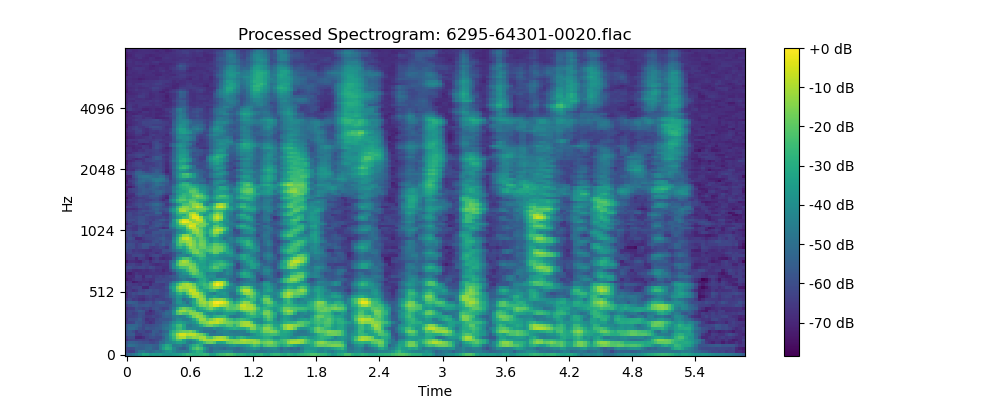 Processed Spectrogram: 6295-64301-0020.flac
Hz
4096
2048
1024
512
0
0 0.6 1.2 1.8 2.4 3 3.6 4.2 4.8 5.4
Time
+0 dB
-10 dB
-20 dB
-30 dB
-40 dB
-50 dB
-60 dB
-70 dB